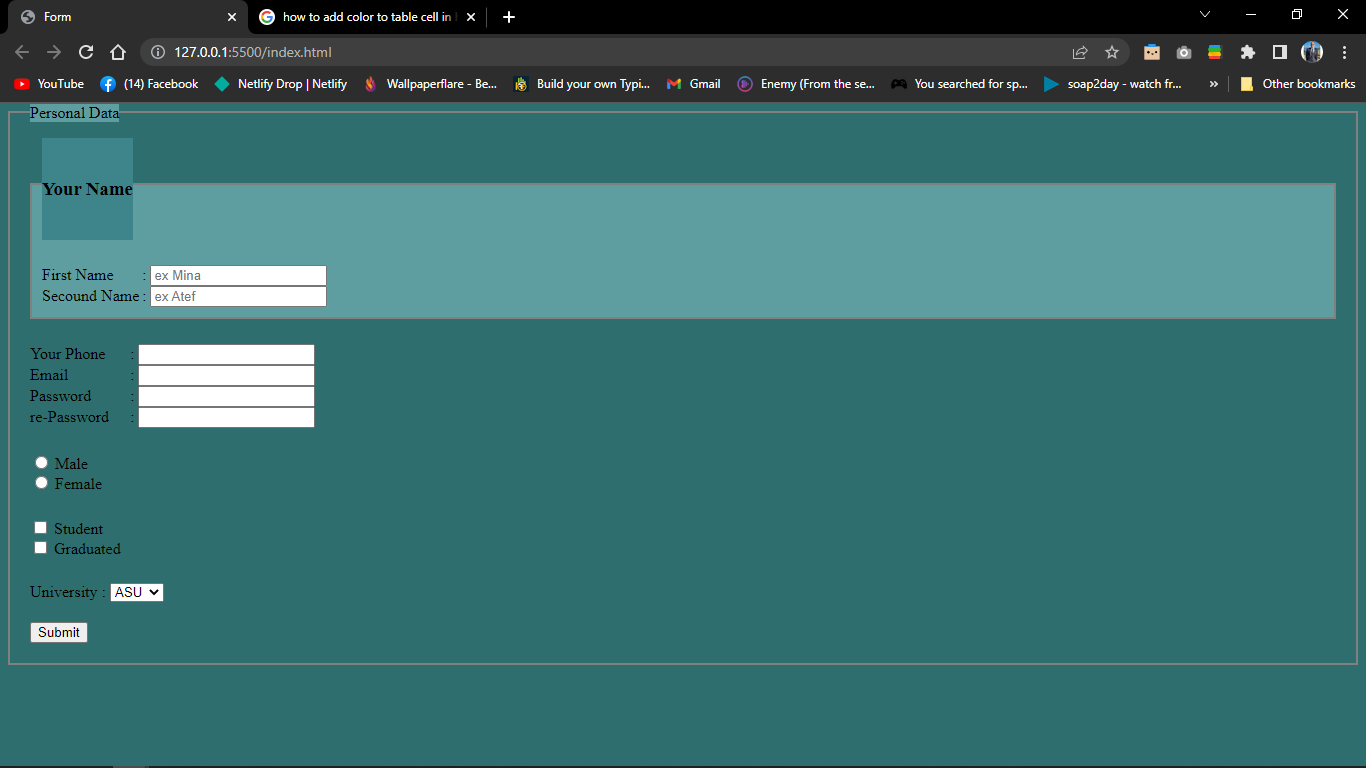 Form
how to add color to table cell in
127.0.0.1:5500/index.html
YouTube
(14) Facebook
Netlify Drop | Netlify
Wallpaperflare - Be...
Build your own Typi...
Gmail
Enemy (From the se...
You searched for sp...
soap2day - watch fr...
»
Other bookmarks
Personal Data
Your Name
First Name : ex Mina
Secound Name : ex Atef
Your Phone :
Email :
Password :
re-Password :
Male
Female
Student
Graduated
University : ASU
Submit